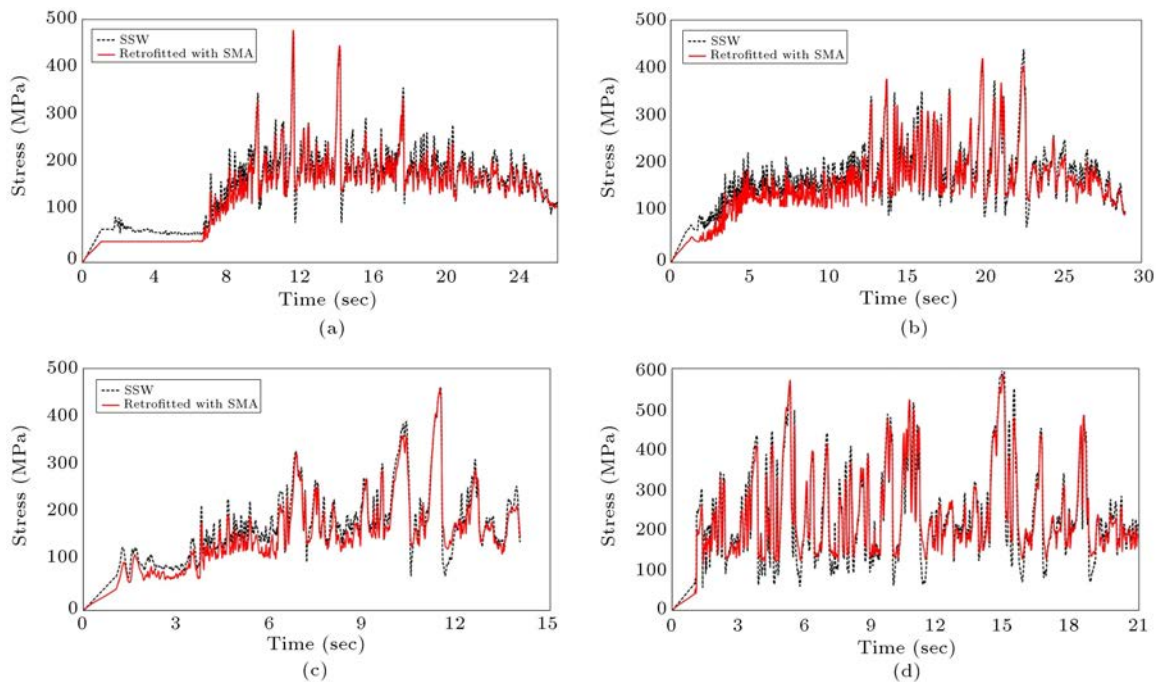 500
400
300
200
100
0
Stress (MPa)
SSW
Retrofitted with SMA
0 4 8 12 16 20 24
Time (sec)
(a)
500
400
300
200
100
0
Stress (MPa)
SSW
Retrofitted with SMA
0 5 10 15 20 25 30
Time (sec)
(b)
500
400
300
200
100
0
Stress (MPa)
SSW
Retrofitted with SMA
0 3 6 9 12 15
Time (sec)
(c)
600
500
400
300
200
100
0
Stress (MPa)
0 3 6 9 12 15 18 21
Time (sec)
(d)